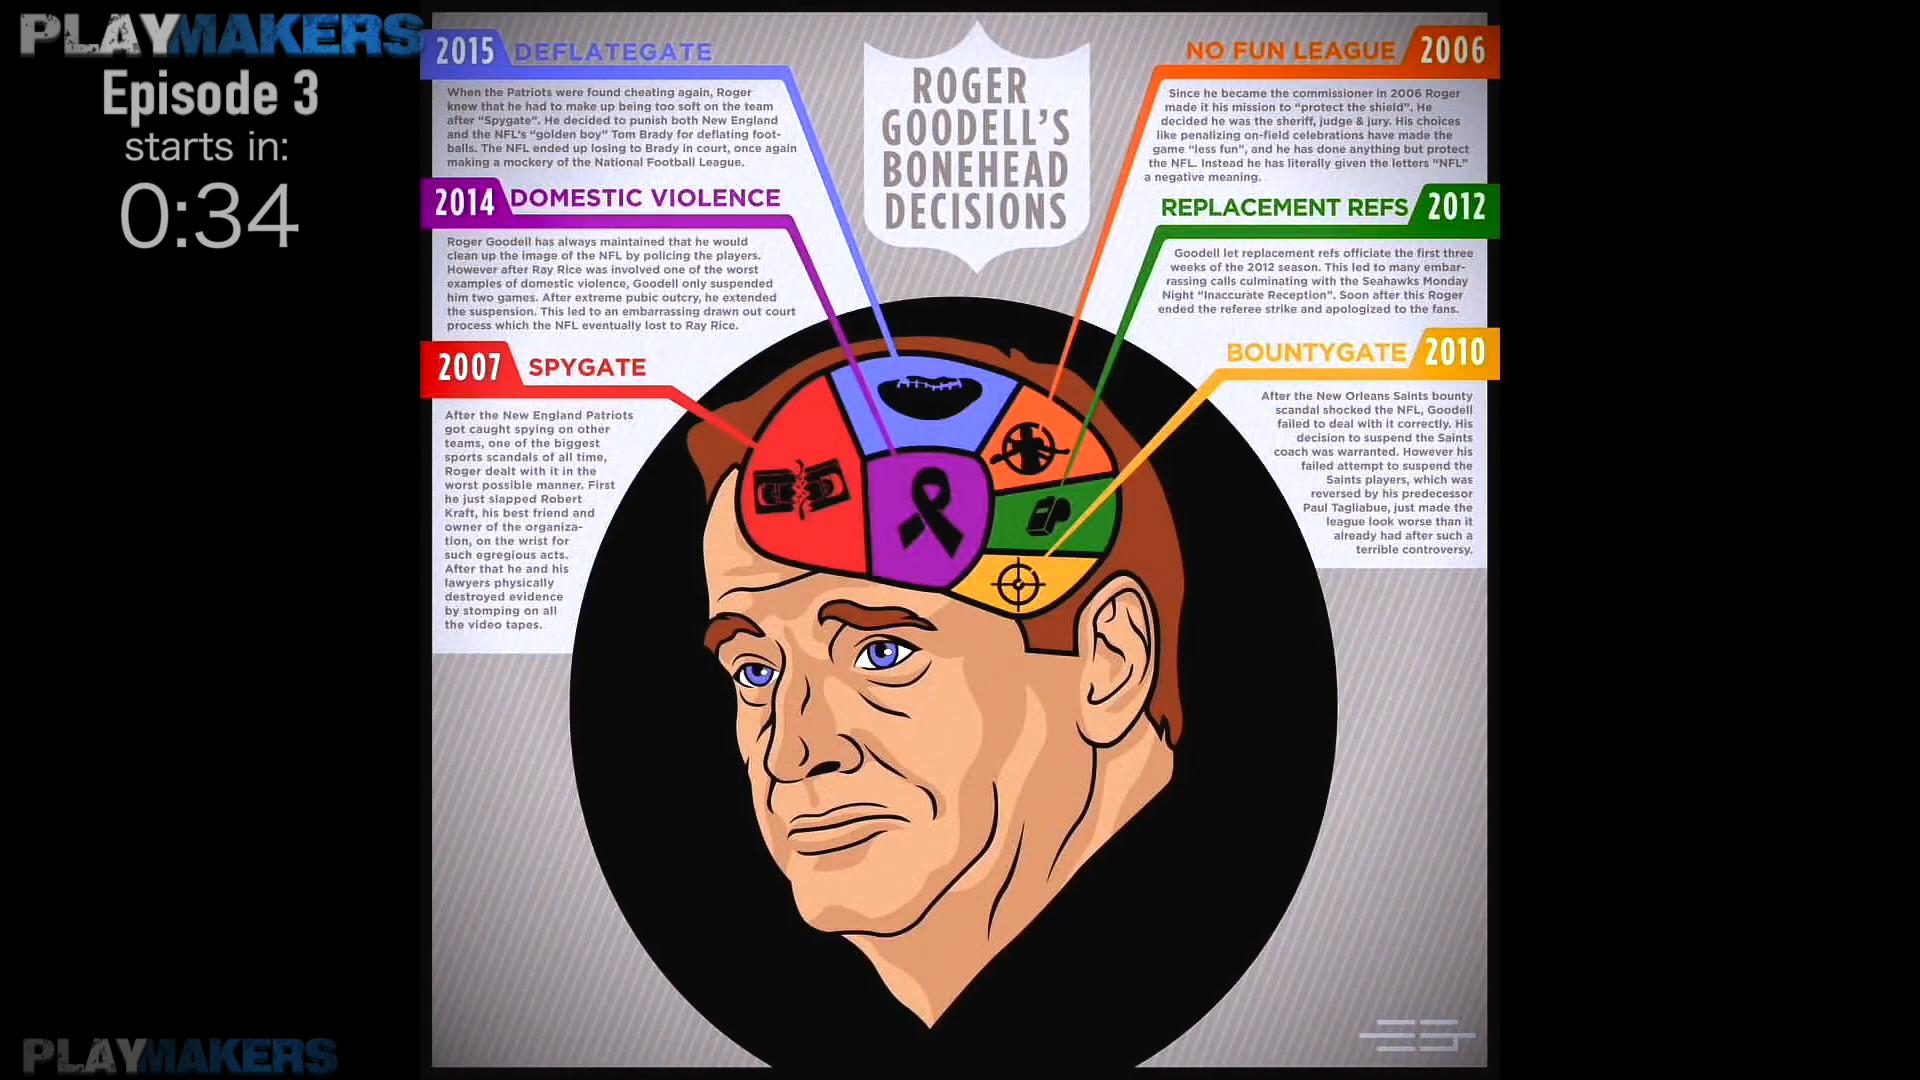 PLAYMAKERS
Episode 3
starts in:
0:34
ROGER
GOODELL'S
BONEHEAD
DECISIONS
2015 DEFLATEGATE
When the Patriots were found cheating again, Roger
knew that he had to make up being too soft on the team
after “Spygate”. He decided to punish both New England
and the NFL's “golden boy” Tom Brady for deflating foot-
balls. The NFL ended up losing to Brady in court, once again
making a mockery of the National Football League.
2014 DOMESTIC VIOLENCE
Roger Goodell has always maintained that he would
clean up the image of the NFL by policing the players.
However after Ray Rice was involved one of the worst
examples of domestic violence, Goodell only suspended
him two games. After extreme pubic outcry, he extended
the suspension. This led to an embarrassing drawn out court
process which the NFL eventually lost to Ray Rice.
2007 SPYGATE
After the New England Patriots
got caught spying on other
teams, one of the biggest
sports scandals of all time,
Roger dealt with it in the
worst possible manner. First
he just slapped Robert
Kraft, his best friend and
owner of the organiza-
tion, on the wrist for
such egregious acts.
After that he and his
lawyers physically
destroyed evidence
by stomping on all
the video tapes.
NO FUN LEAGUE 2006
Since he became the commissioner in 2006 Roger
made it his mission to “protect the shield”. He
decided he was the sheriff, judge & jury. His choices
like penalizing on-field celebrations have made the
game “less fun”, and he has done anything but protect
the NFL. Instead he has literally given the letters “NFL”
a negative meaning.
REPLACEMENT REFS 2012
Goodell let replacement refs officiate the first three
weeks of the 2012 season. This led to many embar-
rassing calls culminating with the Seahawks Monday
Night “Inaccurate Reception”. Soon after this Roger
ended the referee strike and apologized to the fans.
BOUNTYGATE 2010
After the New Orleans Saints bounty
scandal shocked the NFL, Goodell
failed to deal with it correctly. His
decision to suspend the Saints
coach was warranted. However his
failed attempt to suspend the
Saints players, which was
reversed by his predecessor
Paul Tagliabue, just made the
league look worse than it
already had after such a
terrible controversy.
PLAYMAKERS